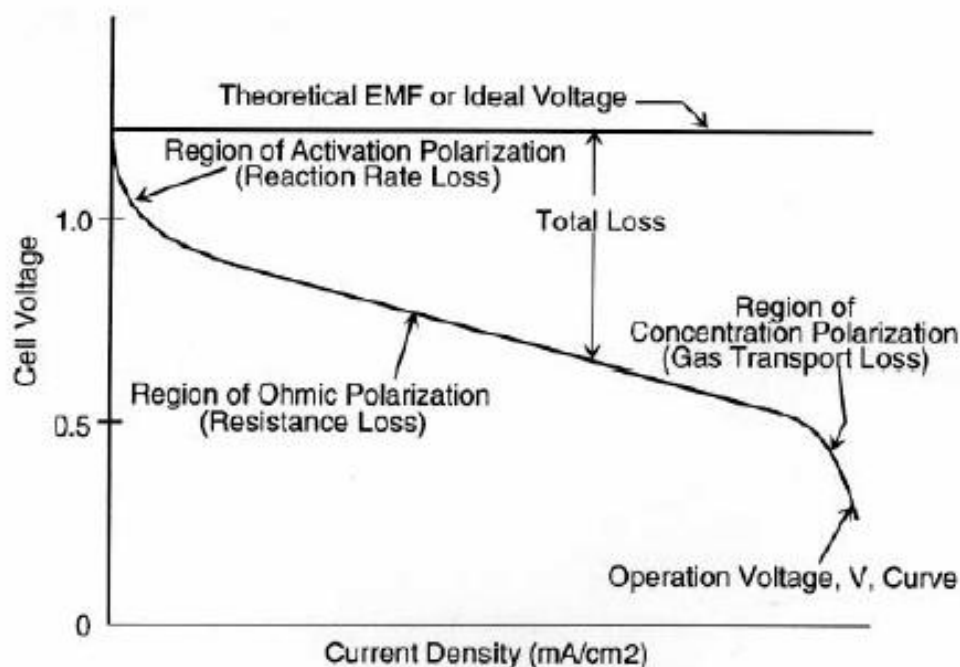 Theoretical EMF or Ideal Voltage
Region of Activation Polarization
(Reaction Rate Loss)
1.0
Total Loss
Cell Voltage
Region of
Concentration Polarization
(Gas Transport Loss)
Region of Ohmic Polarization
(Resistance Loss)
0.5
Operation Voltage, V, Curve
0
Current Density (mA/cm2)